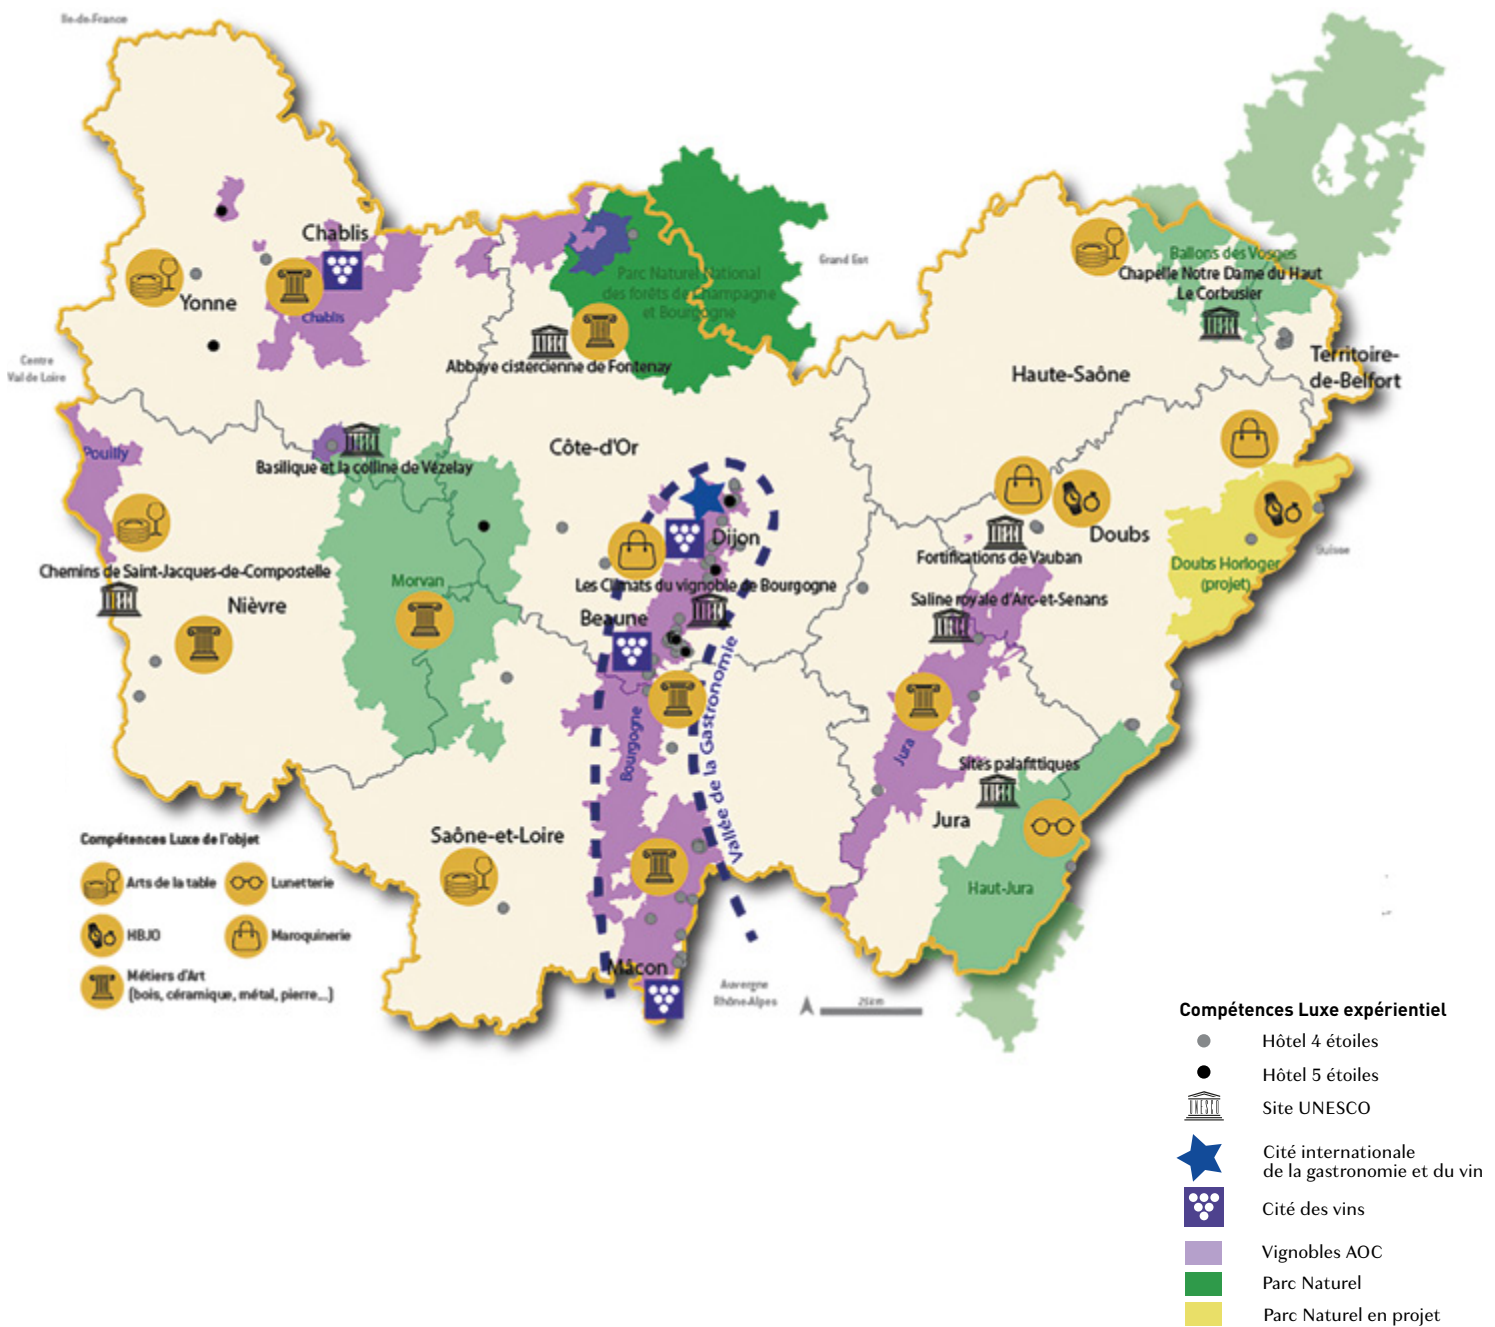 Ile-de-France
Chablis
Yonne
Chablis
Centre
Val de Loire
Parc Naturel National
des forêts de Champagne
et Bourgogne
Grand Est
Abbaye cistercienne de Fontenay
Ballons des Vosges
Chapelle Notre Dame du Haut
Le Corbusier
Territoire-
de-Belfort
Haute-Saône
Pouilly
Basilique et la colline de Vézelay
Côte-d'Or
Dijon
Doubs
Suisse
Fortifications de Vauban
Doubs Horloger
(projet)
Chemins de Saint-Jacques-de-Compostelle
Nièvre
Morvan
Les Climats du vignoble de Bourgogne
Beaune
Saline royale d'Arc-et-Senans
Bourgogne
Vallée de la Gastronomie
Jura
Sites palafittiques
Jura
Haut-Jura
Saône-et-Loire
Mâcon
Auvergne
Rhône-Alpes
25km
Compétences Luxe de l'objet
Arts de la table
Lunetterie
HBJO
Maroquinerie
Métiers d'Art
(bois, céramique, métal, pierre...)
Compétences Luxe expérientiel
Hôtel 4 étoiles
Hôtel 5 étoiles
UNESCO
Site UNESCO
Cité internationale
de la gastronomie et du vin
Cité des vins
Vignobles AOC
Parc Naturel
Parc Naturel en projet